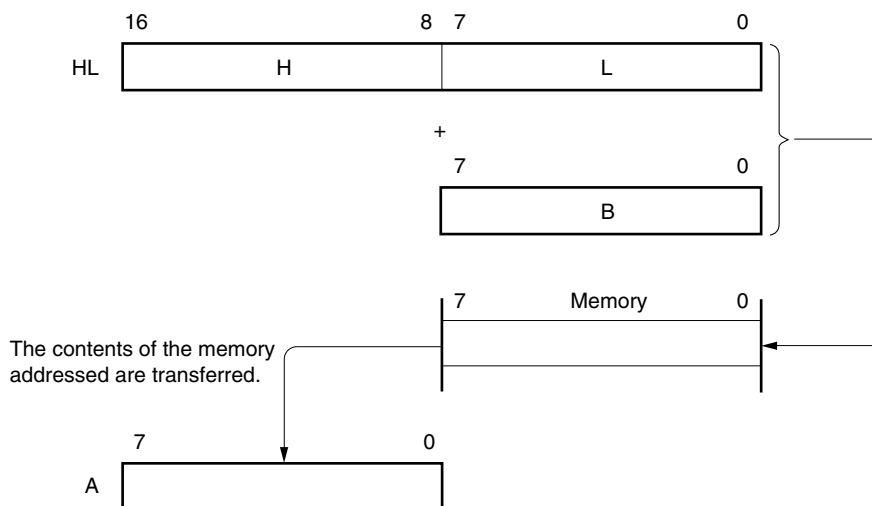 16 8 7 0
HL H L
+
7 0
B
7 Memory 0
The contents of the memory
addressed are transferred.
7 0
A